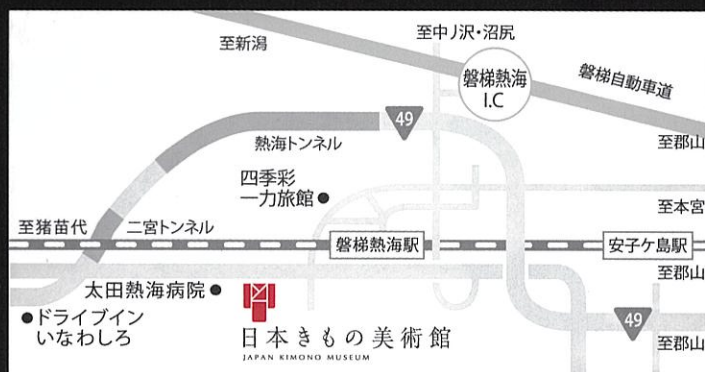 至中ノ沢・沼尻
至新潟
磐梯熱海
I.C
磐梯自動車道
49
至郡山
熱海トンネル
四季彩
一力旅館
至本宮
至猪苗代
二宮トンネル
磐梯熱海駅
安子ケ島駅
至郡山
太田熱海病院
ドライブイン
いなわしろ
日本きもの美術館
JAPAN KIMONO MUSEUM
49
至郡山